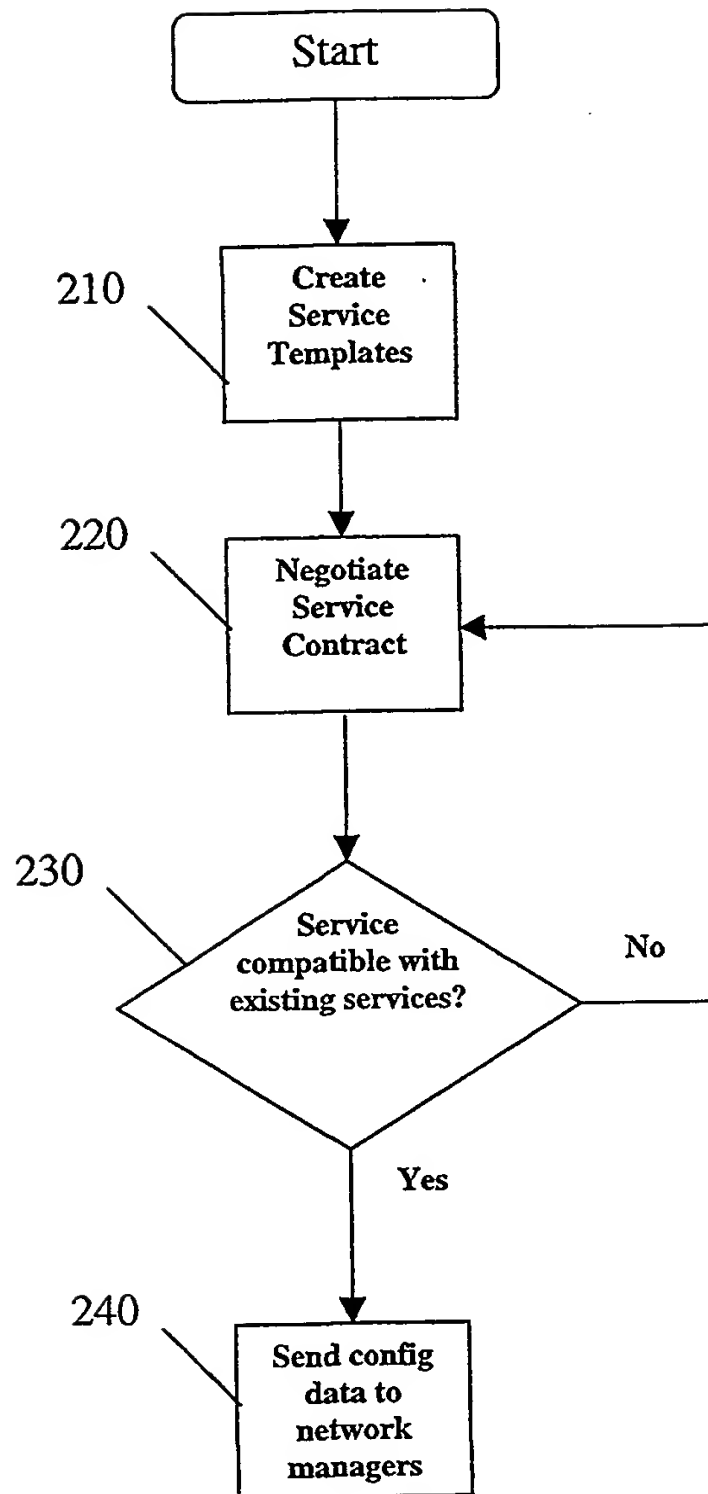 Start
210
Create
Service
Templates
220
Negotiate
Service
Contract
230
Service
compatible with
existing services?
No
Yes
240
Send config
data to
network
managers